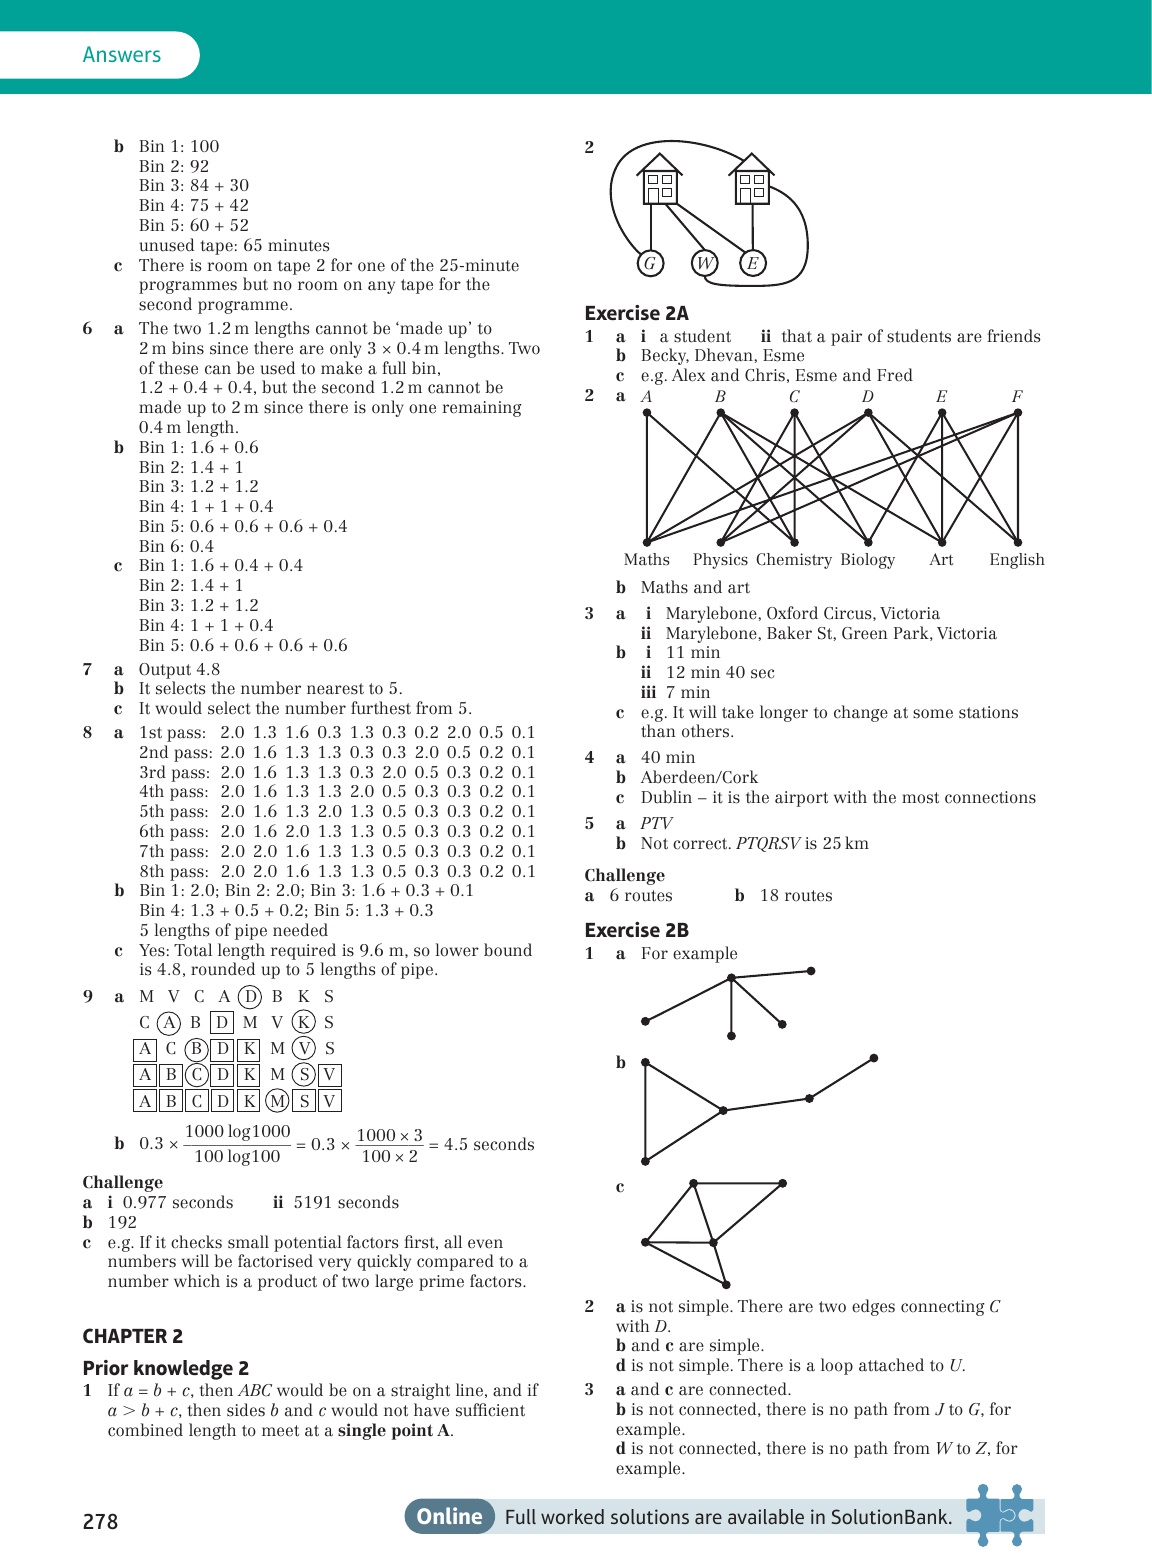 Answers
b Bin 1: 100
Bin 2: 92
Bin 3: 84 + 30
Bin 4: 75 + 42
Bin 5: 60 + 52
unused tape: 65 minutes
c There is room on tape 2 for one of the 25-minute
programmes but no room on any tape for the
second programme.
6 a The two 1.2 m lengths cannot be ‘made up’ to
2 m bins since there are only 3 × 0.4 m lengths. Two
of these can be used to make a full bin,
1.2 + 0.4 + 0.4, but the second 1.2 m cannot be
made up to 2 m since there is only one remaining
0.4 m length.
b Bin 1: 1.6 + 0.6
Bin 2: 1.4 + 1
Bin 3: 1.2 + 1.2
Bin 4: 1 + 1 + 0.4
Bin 5: 0.6 + 0.6 + 0.6 + 0.4
Bin 6: 0.4
c Bin 1: 1.6 + 0.4 + 0.4
Bin 2: 1.4 + 1
Bin 3: 1.2 + 1.2
Bin 4: 1 + 1 + 0.4
Bin 5: 0.6 + 0.6 + 0.6 + 0.6
7 a Output 4.8
b It selects the number nearest to 5.
c It would select the number furthest from 5.
8 a 1st pass: 2.0 1.3 1.6 0.3 1.3 0.3 0.2 2.0 0.5 0.1
2nd pass: 2.0 1.6 1.3 1.3 0.3 0.3 2.0 0.5 0.2 0.1
3rd pass: 2.0 1.6 1.3 1.3 0.3 2.0 0.5 0.3 0.2 0.1
4th pass: 2.0 1.6 1.3 1.3 2.0 0.5 0.3 0.3 0.2 0.1
5th pass: 2.0 1.6 1.3 2.0 1.3 0.5 0.3 0.3 0.2 0.1
6th pass: 2.0 1.6 2.0 1.3 1.3 0.5 0.3 0.3 0.2 0.1
7th pass: 2.0 2.0 1.6 1.3 1.3 0.5 0.3 0.3 0.2 0.1
8th pass: 2.0 2.0 1.6 1.3 1.3 0.5 0.3 0.3 0.2 0.1
b Bin 1: 2.0; Bin 2: 2.0; Bin 3: 1.6 + 0.3 + 0.1
Bin 4: 1.3 + 0.5 + 0.2; Bin 5: 1.3 + 0.3
5 lengths of pipe needed
c Yes: Total length required is 9.6 m, so lower bound
is 4.8, rounded up to 5 lengths of pipe.
9 a M V C A D B K S
C A B D M V K S
A C B D K M V S
A B C D K M S V
A B C D K M S V
b 0.3 × 1000 log1000 / 100 log100 = 0.3 × 1000 × 3 / 100 × 2 = 4.5 seconds
Challenge
a i 0.977 seconds ii 5191 seconds
b 192
c e.g. If it checks small potential factors first, all even
numbers will be factorised very quickly compared to a
number which is a product of two large prime factors.
CHAPTER 2
Prior knowledge 2
1 If a = b + c, then ABC would be on a straight line, and if
a > b + c, then sides b and c would not have sufficient
combined length to meet at a single point A.
2
G W E
Exercise 2A
1 a i a student ii that a pair of students are friends
b Becky, Dhevan, Esme
c e.g. Alex and Chris, Esme and Fred
2 a A B C D E F
Maths Physics Chemistry Biology Art English
b Maths and art
3 a i Marylebone, Oxford Circus, Victoria
ii Marylebone, Baker St, Green Park, Victoria
b i 11 min
ii 12 min 40 sec
iii 7 min
c e.g. It will take longer to change at some stations
than others.
4 a 40 min
b Aberdeen/Cork
c Dublin – it is the airport with the most connections
5 a PTV
b Not correct. PTQRSV is 25 km
Challenge
a 6 routes b 18 routes
Exercise 2B
1 a For example
b
c
2 a is not simple. There are two edges connecting C
with D.
b and c are simple.
d is not simple. There is a loop attached to U.
3 a and c are connected.
b is not connected, there is no path from J to G, for
example.
d is not connected, there is no path from W to Z, for
example.
278
Online Full worked solutions are available in SolutionBank.